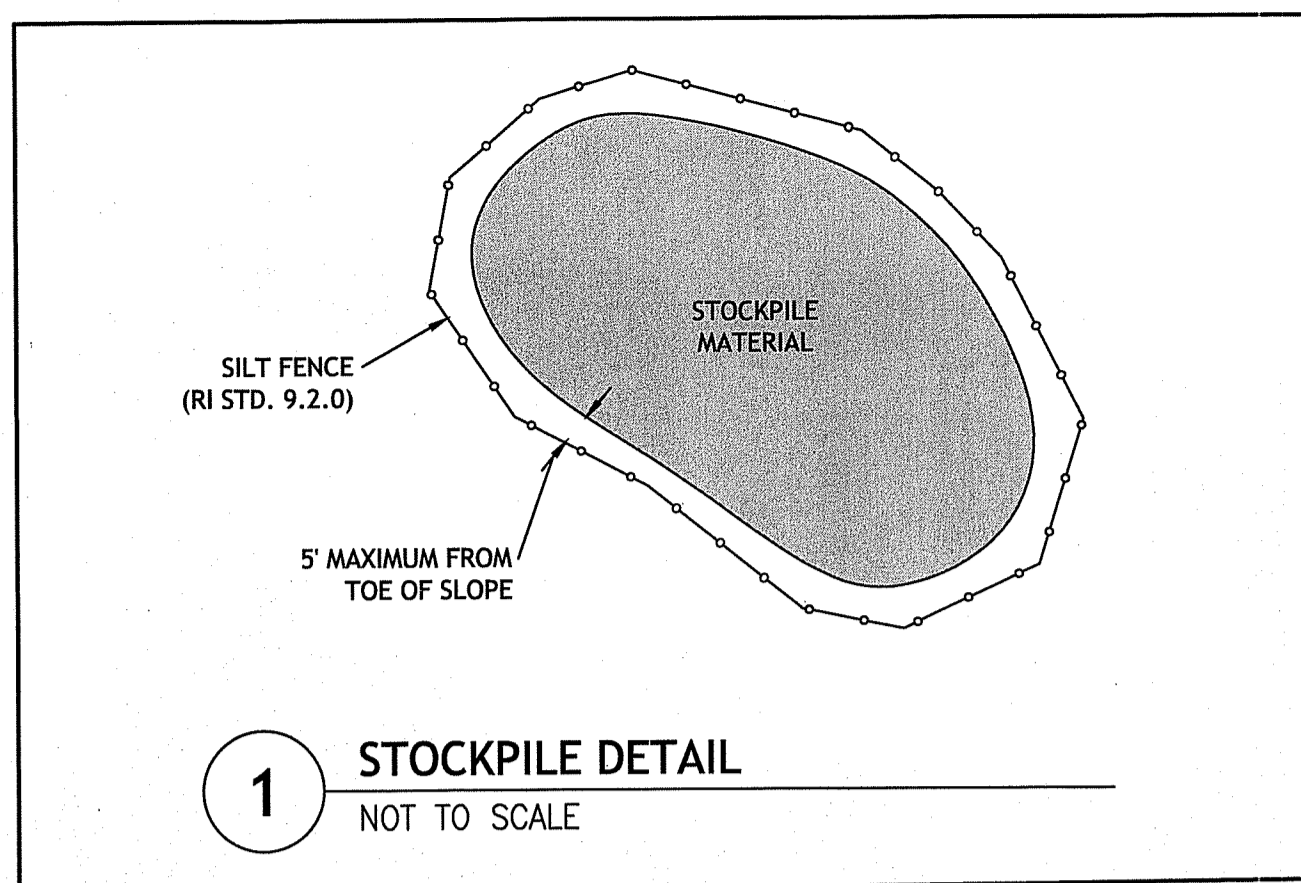 STOCKPILE
MATERIAL
SILT FENCE
(RI STD. 9.2.0)
5' MAXIMUM FROM
TOE OF SLOPE
1
STOCKPILE DETAIL
NOT TO SCALE